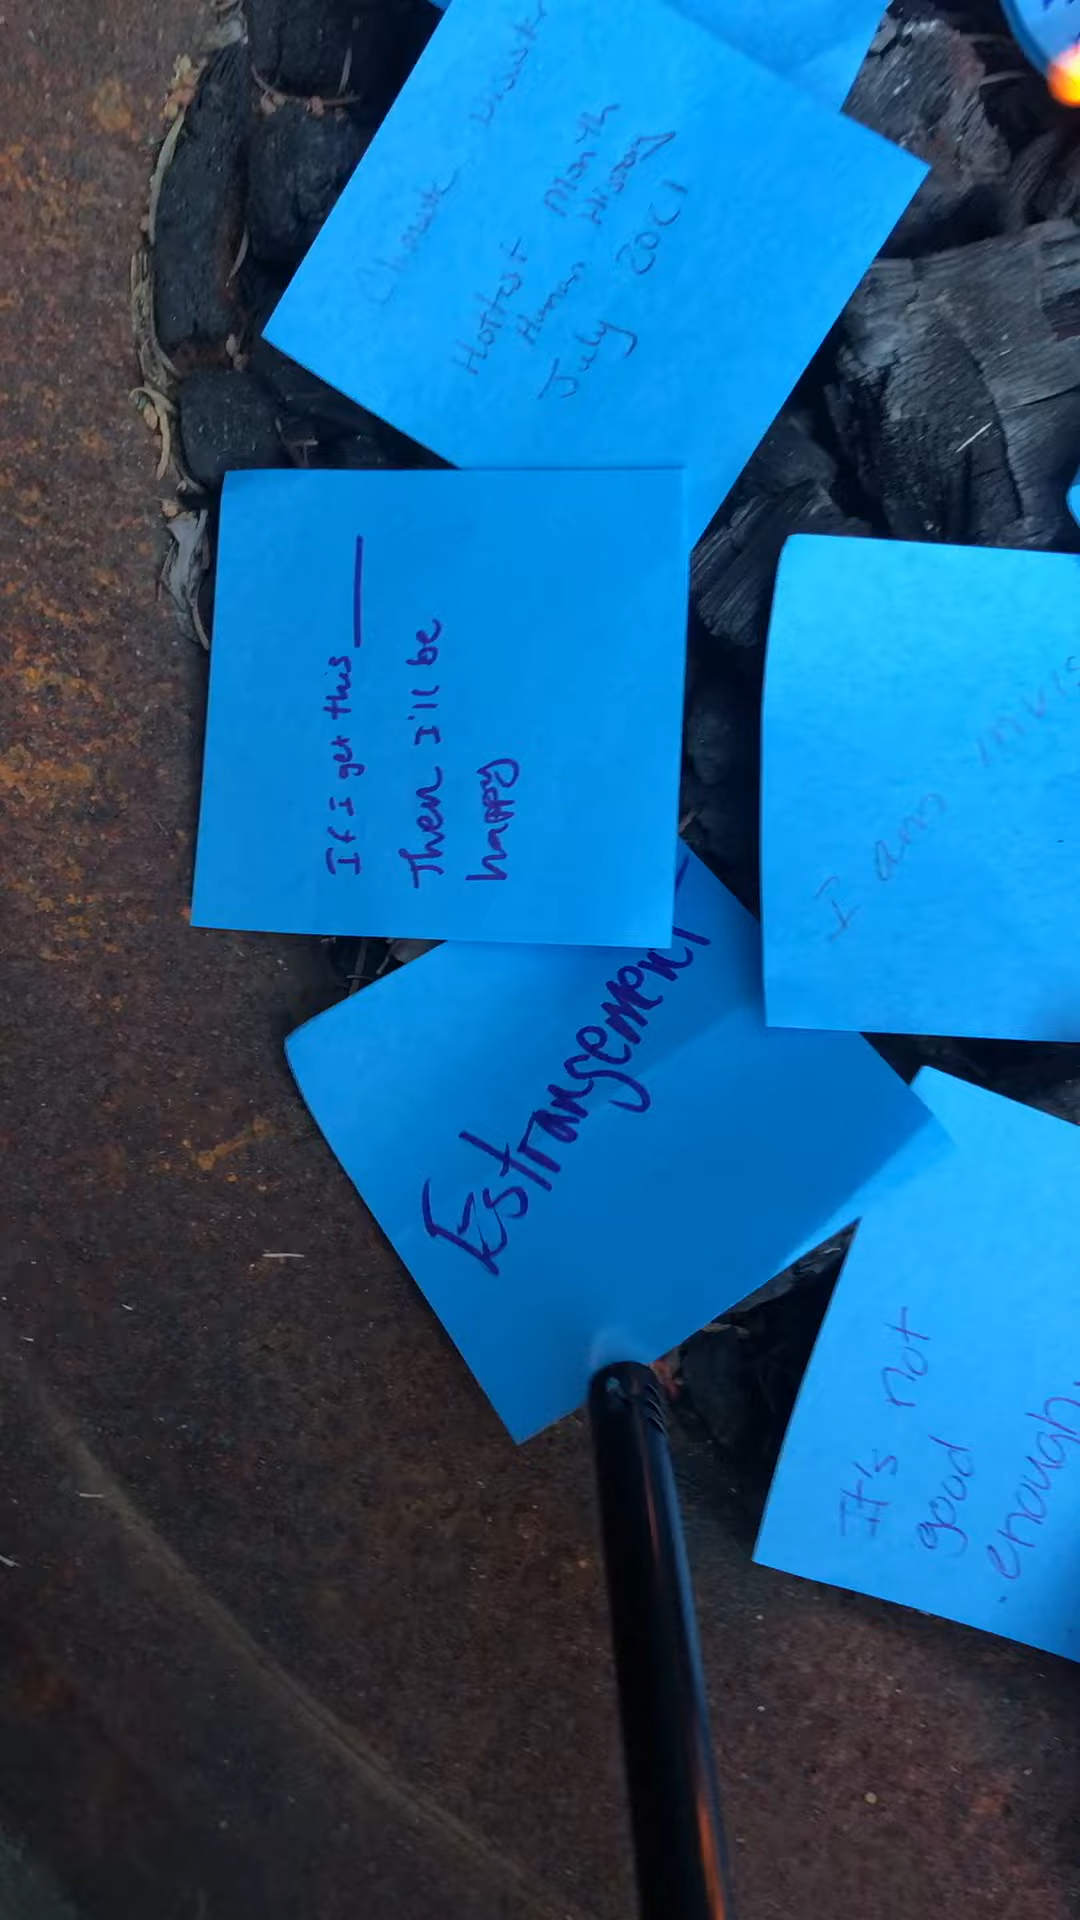 Climate
Hottest Month
Human History
July 2021
If I get this ____
Then I'll be
happy
Estrangement
I am
It's not
good
enough.